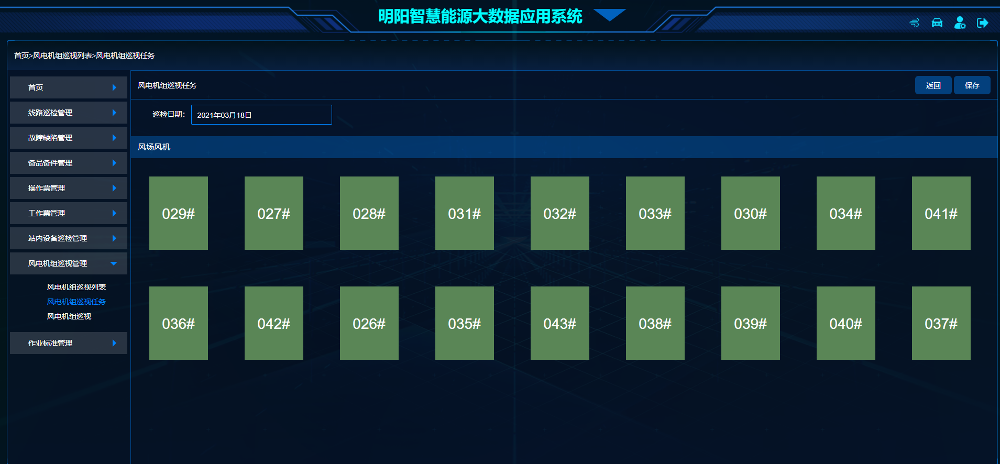 明阳智慧能源大数据应用系统
首页>风电机组巡视列表>风电机组巡视任务
首页
线路巡检管理
故障缺陷管理
备品备件管理
操作票管理
工作票管理
站内设备巡检管理
风电机组巡视管理
风电机组巡视列表
风电机组巡视任务
风电机组巡视
作业标准管理
风电机组巡视任务
返回 保存
巡检日期: 2021年03月18日
风场风机
029# 027# 028# 031# 032# 033# 030# 034# 041#
036# 042# 026# 035# 043# 038# 039# 040# 037#